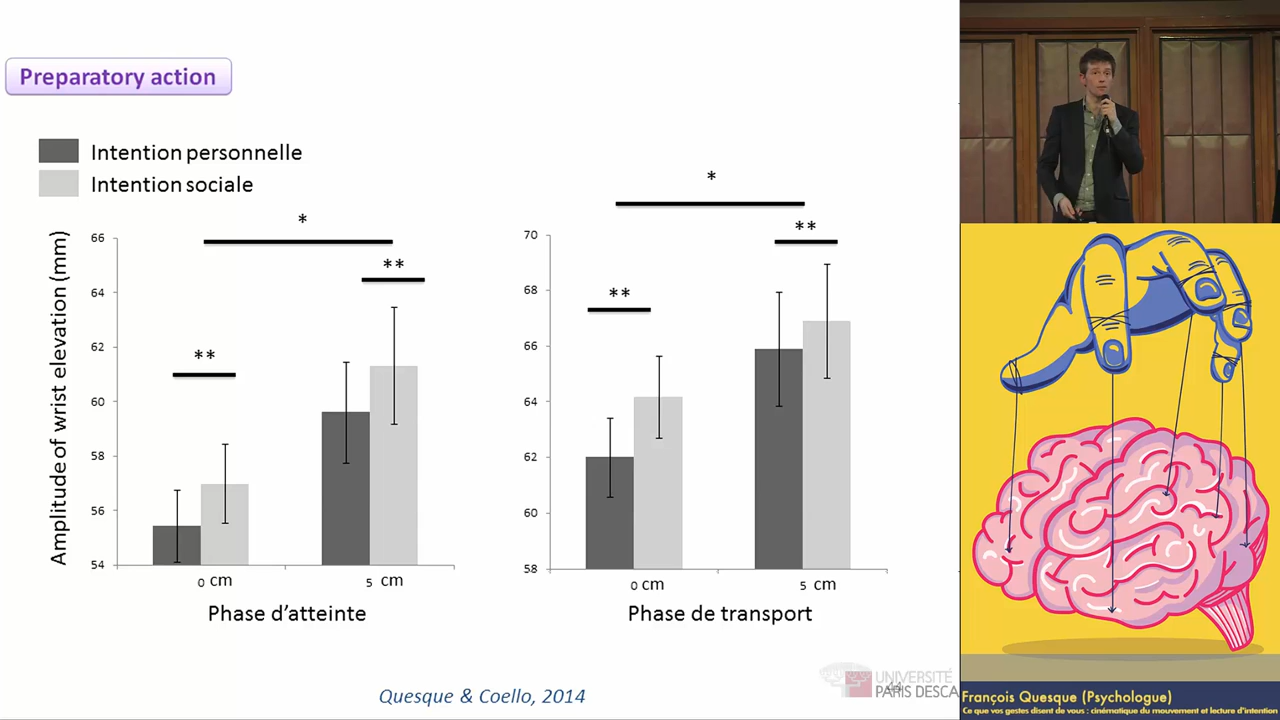 Preparatory action
Intention personnelle
Intention sociale
Amplitude of wrist elevation (mm)
66
64
62
60
58
56
54
*
**
**
0 cm
5 cm
Phase d’atteinte
70
68
66
64
62
60
58
*
**
**
0 cm
5 cm
Phase de transport
Quesque & Coello, 2014
UNIVERSITÉ
PARIS DESCA
François Quesque (Psychologue)
Ce que vos gestes disent de vous : cinématique du mouvement et lecture d'intention